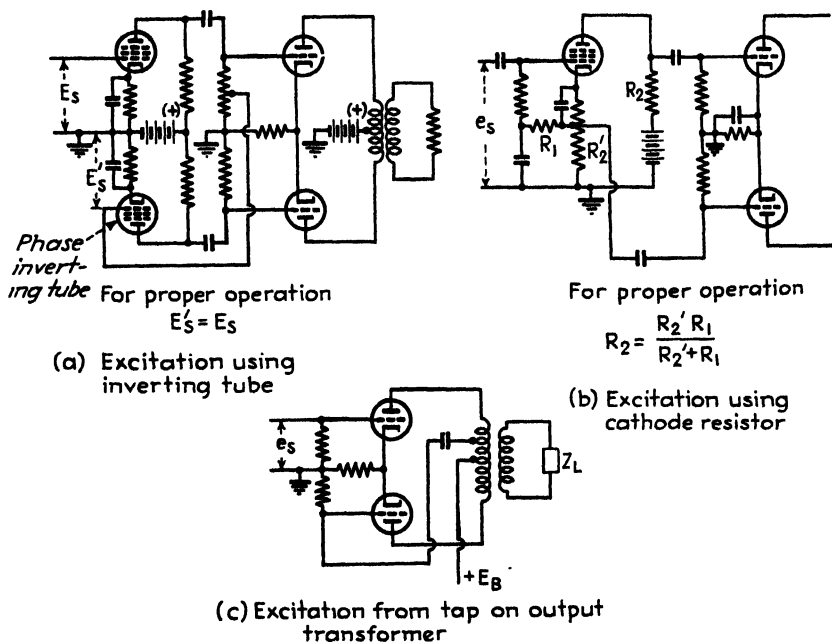 (+)
(+)
E_s
E_s'
Phase
invert-
ing tube
For proper operation
E_s' = E_s
(a) Excitation using
inverting tube
e_s
R_1
R_2'
R_2
For proper operation
R_2 = R_2' R_1 / R_2' + R_1
(b) Excitation using
cathode resistor
e_s
Z_L
+E_B
(c) Excitation from tap on output
transformer